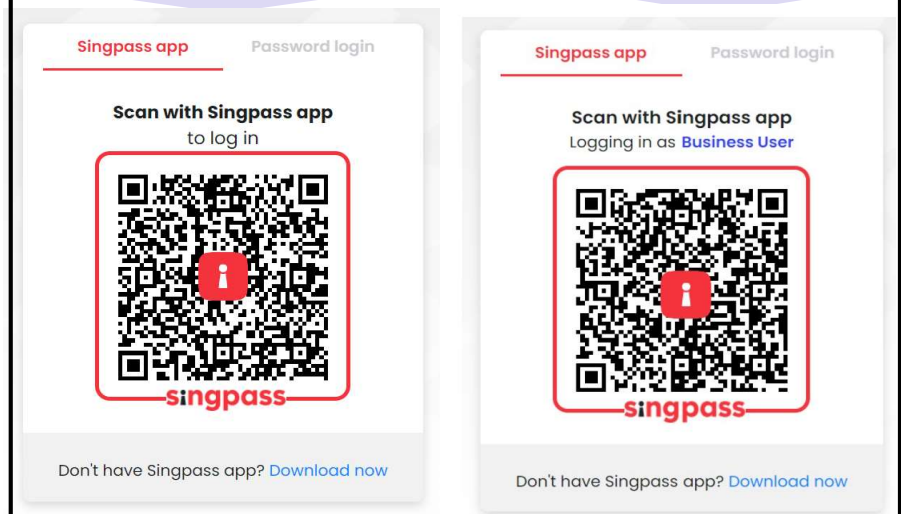 Singpass app Password login
Scan with Singpass app
to log in
singpass
Don't have Singpass app? Download now
Singpass app Password login
Scan with Singpass app
Logging in as Business User
singpass
Don't have Singpass app? Download now